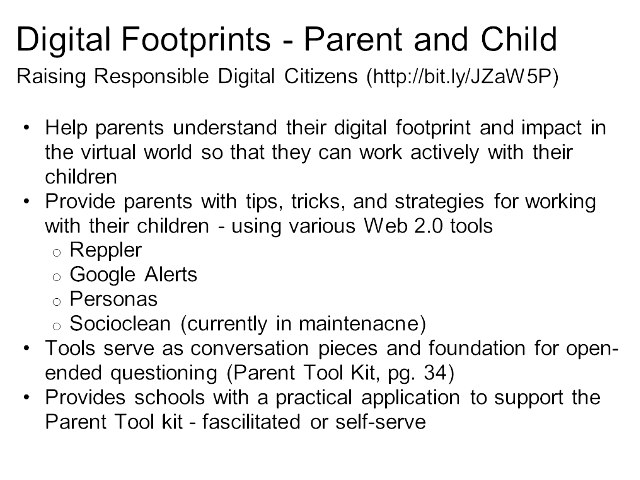 Digital Footprints - Parent and Child
Raising Responsible Digital Citizens (http://bit.ly/JZaW5P)
• Help parents understand their digital footprint and impact in
the virtual world so that they can work actively with their
children
• Provide parents with tips, tricks, and strategies for working
with their children - using various Web 2.0 tools
○ Reppler
○ Google Alerts
○ Personas
○ Socioclean (currently in maintenacne)
• Tools serve as conversation pieces and foundation for open-
ended questioning (Parent Tool Kit, pg. 34)
• Provides schools with a practical application to support the
Parent Tool kit - fascilitated or self-serve